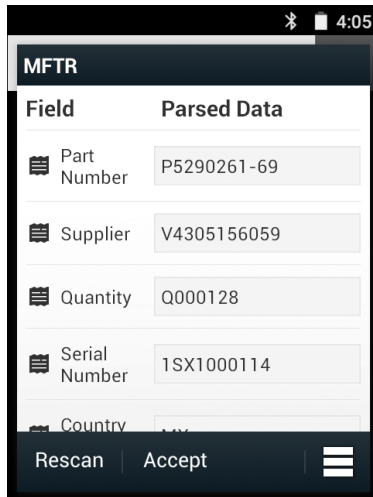 4:05
MFTR
Field Parsed Data
Part
Number P5290261-69
Supplier V4305156059
Quantity Q000128
Serial
Number 1SX1000114
Country
Rescan Accept